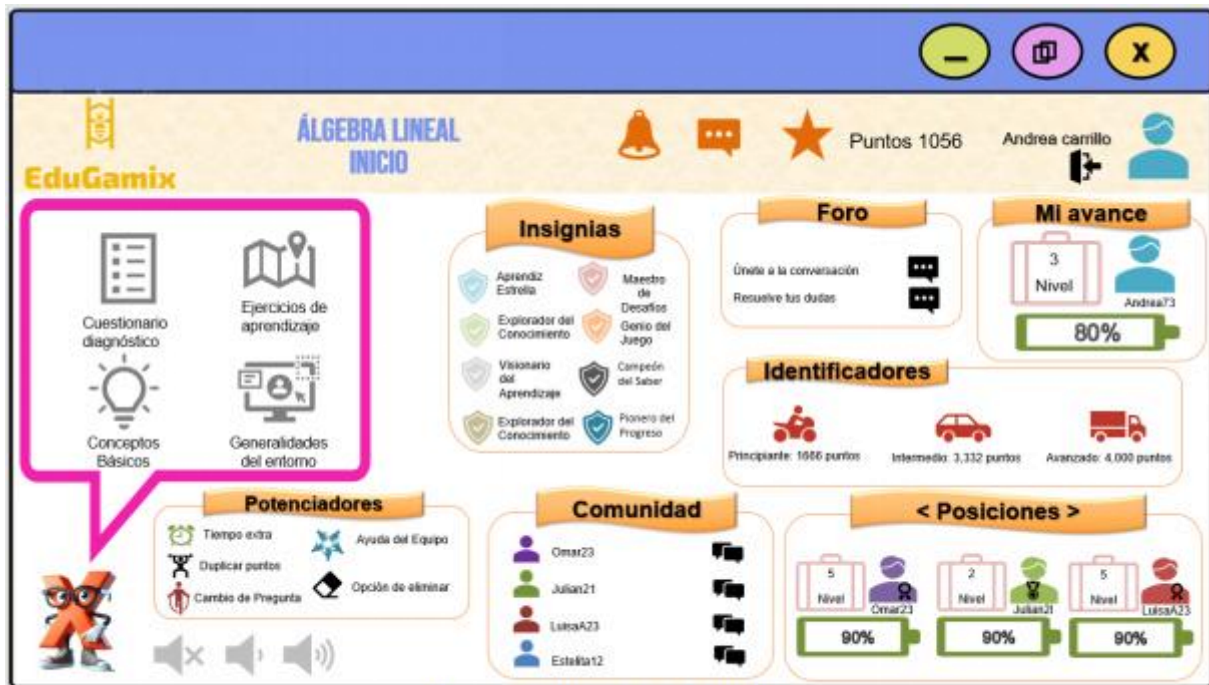 X
ÁLGEBRA LINEAL
INICIO
EduGamix
Puntos 1056
Andrea carrillo
Cuestionario
diagnóstico
Ejercicios de
aprendizaje
Conceptos
Básicos
Generalidades
del entorno
Insignias
Aprendiz
Estrella
Maestro
de
Desafíos
Explorador del
Conocimiento
Genio del
Juego
Visionario
del
Aprendizaje
Campeón
del Saber
Explorador del
Conocimiento
Pionero del
Progreso
Foro
Únete a la conversación
Resuelve tus dudas
Mi avance
3
Nivel
Andrea73
80%
Identificadores
Principiante: 1666 puntos
Intermedio: 3,332 puntos
Avanzado: 4,000 puntos
Potenciadores
Tiempo extra
Ayuda del Equipo
Duplicar puntos
Opción de eliminar
Cambio de Pregunta
Comunidad
Omar23
Julian21
LuisaA23
Estelita12
< Posiciones >
5
Nivel
Omar23
90%
2
Nivel
Julian21
90%
5
Nivel
LuisaA23
90%